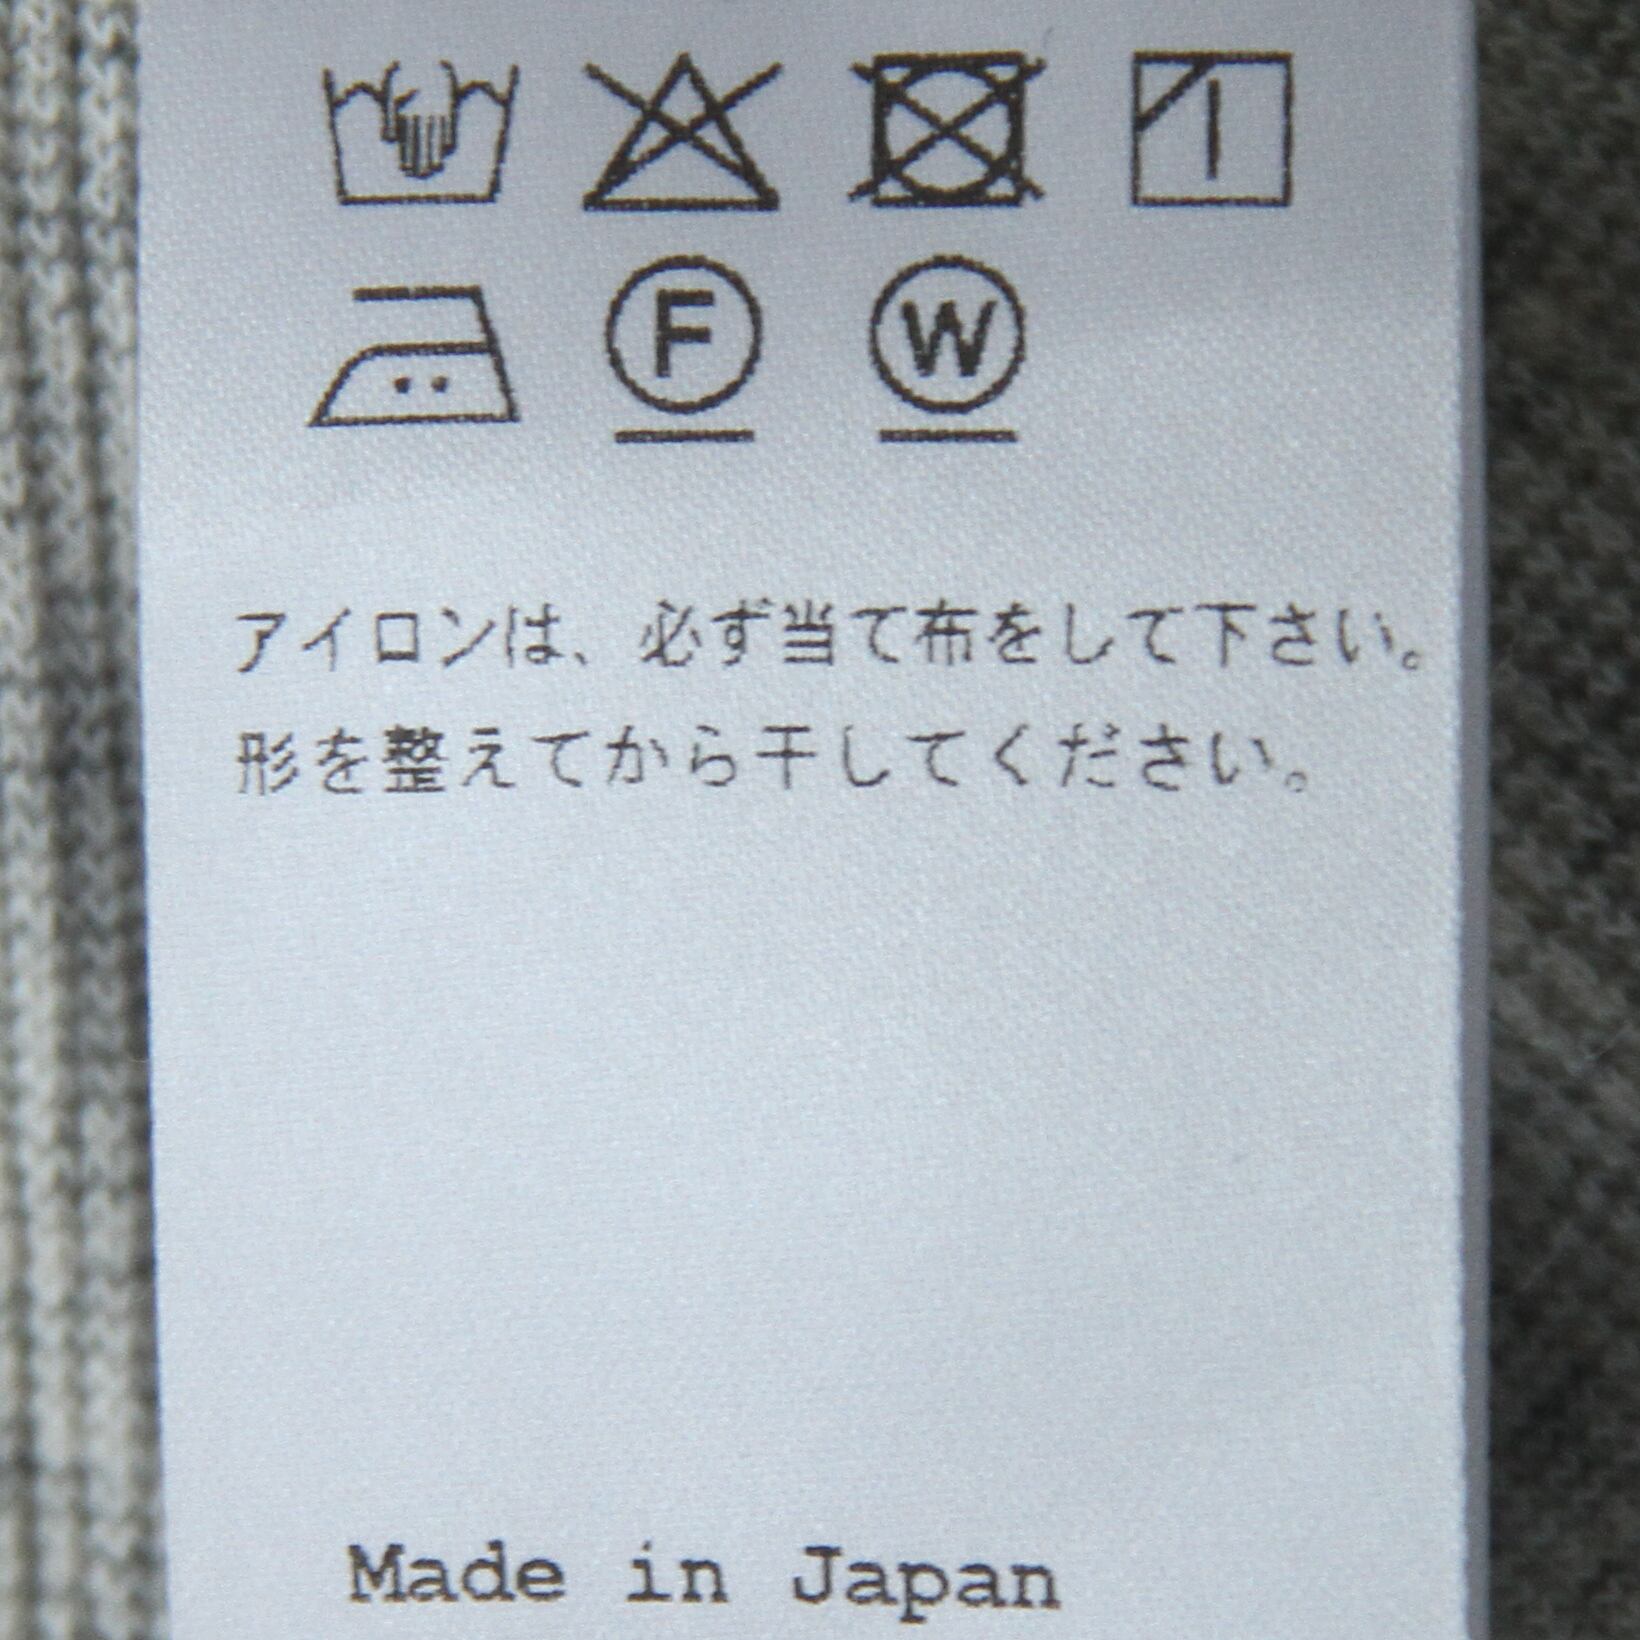 F W
アイロンは、必ず当て布をして下さい。
形を整えてから干してください。
Made in Japan